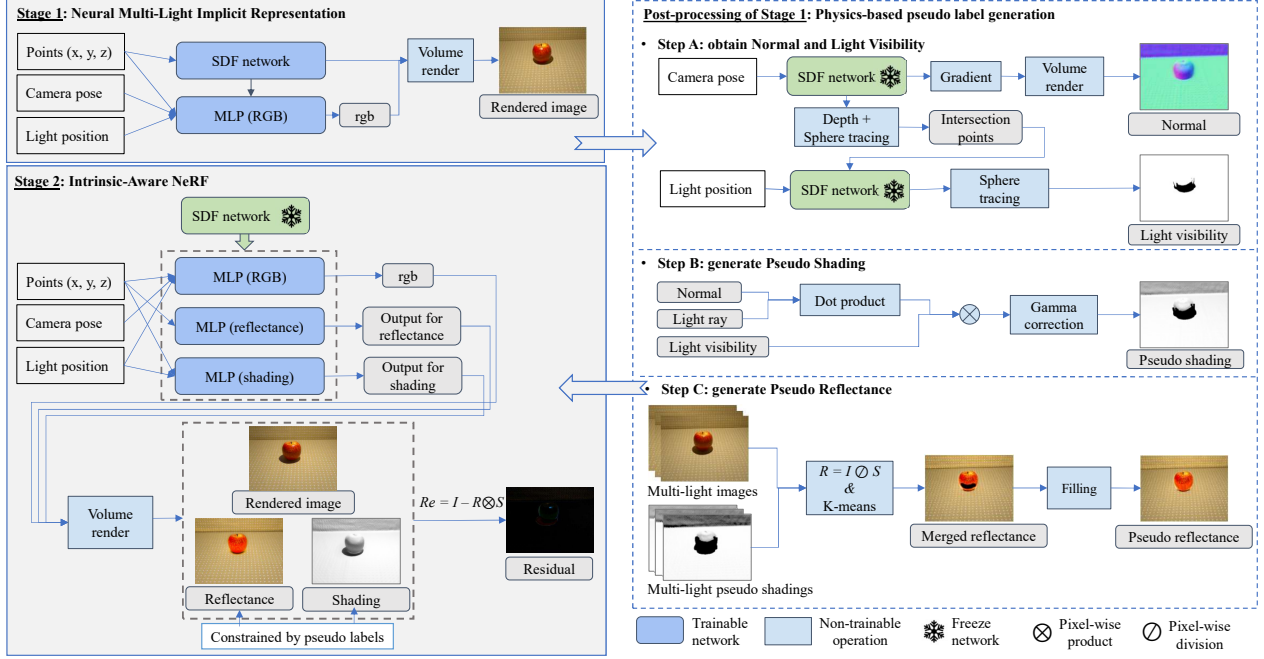 Stage 1: Neural Multi-Light Implicit Representation
Points (x, y, z)
Camera pose
Light position
SDF network
MLP (RGB)
rgb
Volume
render
Rendered image
Post-processing of Stage 1: Physics-based pseudo label generation
• Step A: obtain Normal and Light Visibility
Camera pose
SDF network
Gradient
Volume
render
Normal
Depth +
Sphere tracing
Intersection
points
Light position
SDF network
Sphere
tracing
Light visibility
• Step B: generate Pseudo Shading
Normal
Light ray
Light visibility
Dot product
Gamma
correction
Pseudo shading
• Step C: generate Pseudo Reflectance
Multi-light images
Multi-light pseudo shadings
R = I ⊘ S
&
K-means
Merged reflectance
Filling
Pseudo reflectance
Stage 2: Intrinsic-Aware NeRF
SDF network
Points (x, y, z)
Camera pose
Light position
MLP (RGB)
MLP (reflectance)
MLP (shading)
rgb
Output for
reflectance
Output for
shading
Volume
render
Rendered image
Reflectance
Shading
Constrained by pseudo labels
Re = I – R⊗S
Residual
Trainable
network
Non-trainable
operation
Freeze
network
Pixel-wise
product
Pixel-wise
division